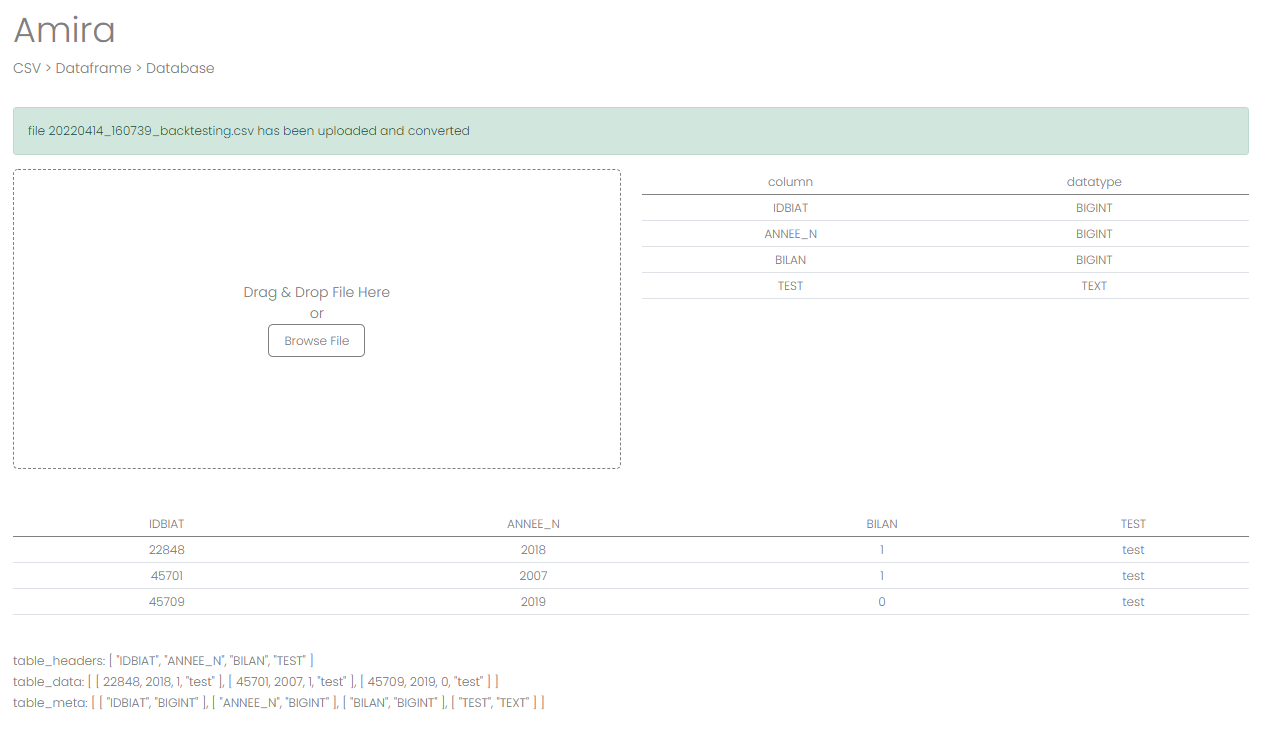 Amira
CSV > Dataframe > Database
file 20220414_160739_backtesting.csv has been uploaded and converted
Drag & Drop File Here
or
Browse File
column datatype
IDBIAT BIGINT
ANNEE_N BIGINT
BILAN BIGINT
TEST TEXT
IDBIAT ANNEE_N BILAN TEST
22848 2018 1 test
45701 2007 1 test
45709 2019 0 test
table_headers: [ "IDBIAT", "ANNEE_N", "BILAN", "TEST" ]
table_data: [ [ 22848, 2018, 1, "test" ], [ 45701, 2007, 1, "test" ], [ 45709, 2019, 0, "test" ] ]
table_meta: [ [ "IDBIAT", "BIGINT" ], [ "ANNEE_N", "BIGINT" ], [ "BILAN", "BIGINT" ], [ "TEST", "TEXT" ] ]